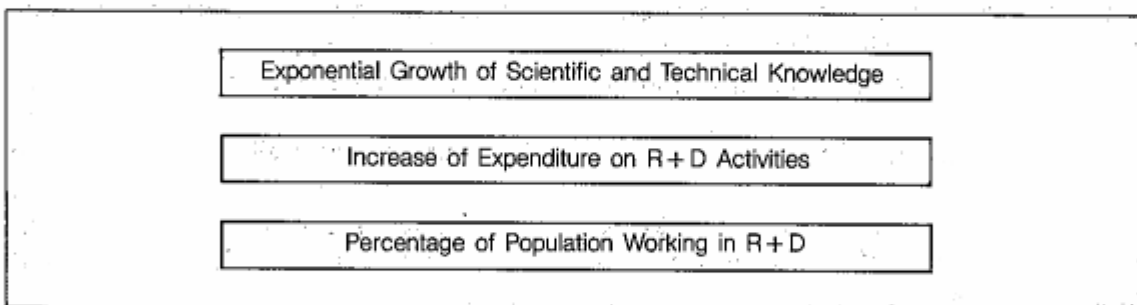 Exponential Growth of Scientific and Technical Knowledge
Increase of Expenditure on R+D Activities
Percentage of Population Working in R+D